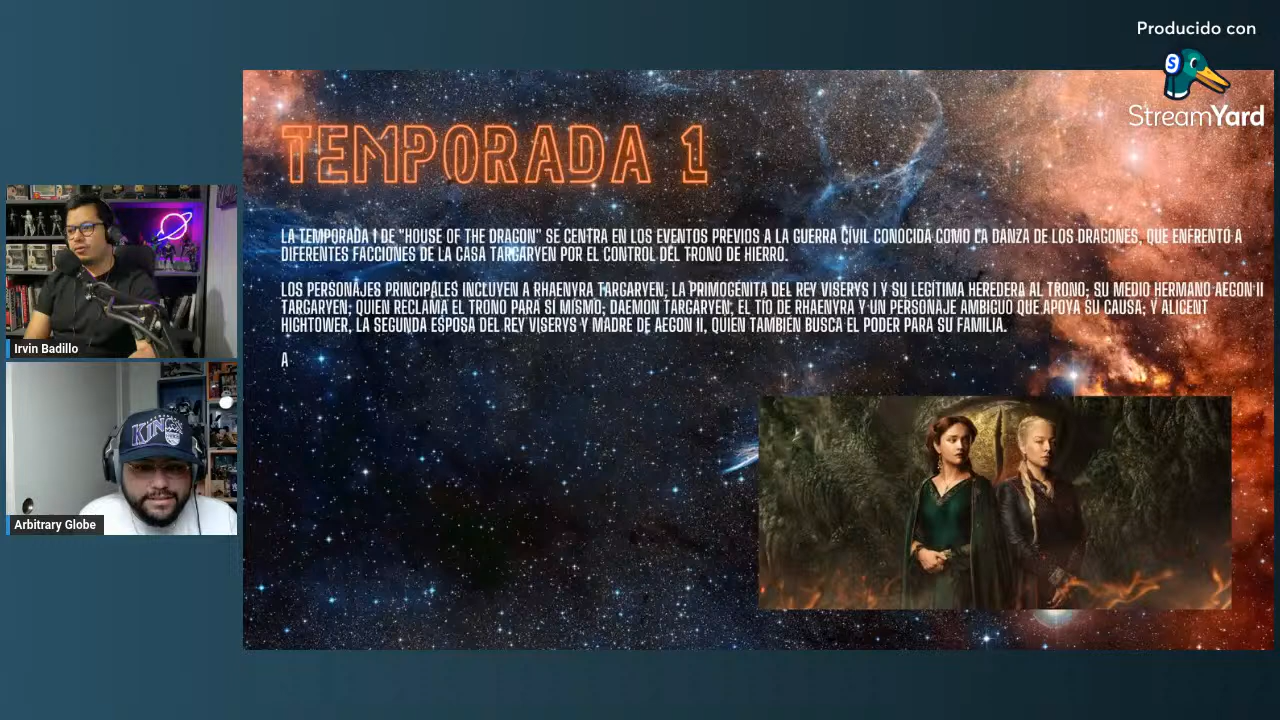 Producido con
StreamYard
TEMPORADA 1
LA TEMPORADA 1 DE "HOUSE OF THE DRAGON" SE CENTRA EN LOS EVENTOS PREVIOS A LA GUERRA CIVIL CONOCIDA COMO LA DANZA DE LOS DRAGONES, QUE ENFRENTÓ A
DIFERENTES FACCIONES DE LA CASA TARGARYEN POR EL CONTROL DEL TRONO DE HIERRO.
LOS PERSONAJES PRINCIPALES INCLUYEN A RHAENYRA TARGARYEN, LA PRIMOGÉNITA DEL REY VISERYS I Y SU LEGÍTIMA HEREDERA AL TRONO; SU MEDIO HERMANO AEGON II
TARGARYEN; QUIEN RECLAMA EL TRONO PARA SÍ MISMO; DAEMON TARGARYEN, EL TÍO DE RHAENYRA Y UN PERSONAJE AMBIGUO QUE APOYA SU CAUSA; Y ALICENT
HIGHTOWER, LA SEGUNDA ESPOSA DEL REY VISERYS Y MADRE DE AEGON II, QUIEN TAMBIÉN BUSCA EL PODER PARA SU FAMILIA.
A
Irvin Badillo
KINGS
Arbitrary Globe